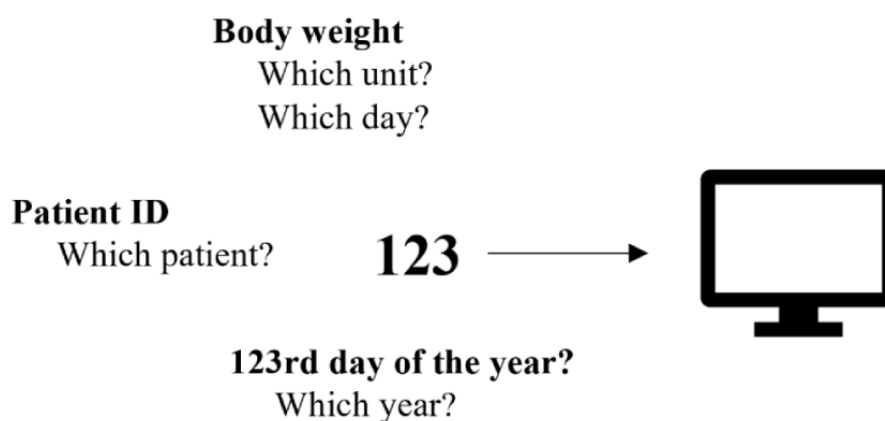 Body weight
Which unit?
Which day?
Patient ID
Which patient?
123
123rd day of the year?
Which year?